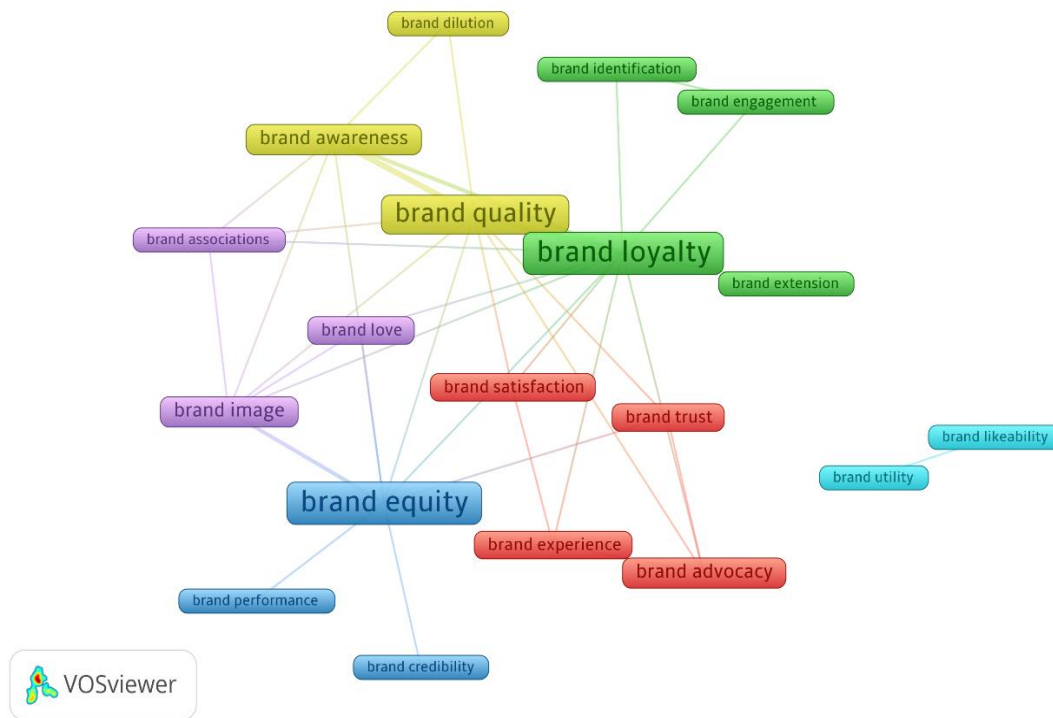 brand dilution
brand identification
brand engagement
brand awareness
brand quality
brand associations
brand loyalty
brand extension
brand love
brand satisfaction
brand image
brand trust
brand likeability
brand utility
brand equity
brand experience
brand advocacy
brand performance
brand credibility
VOSviewer